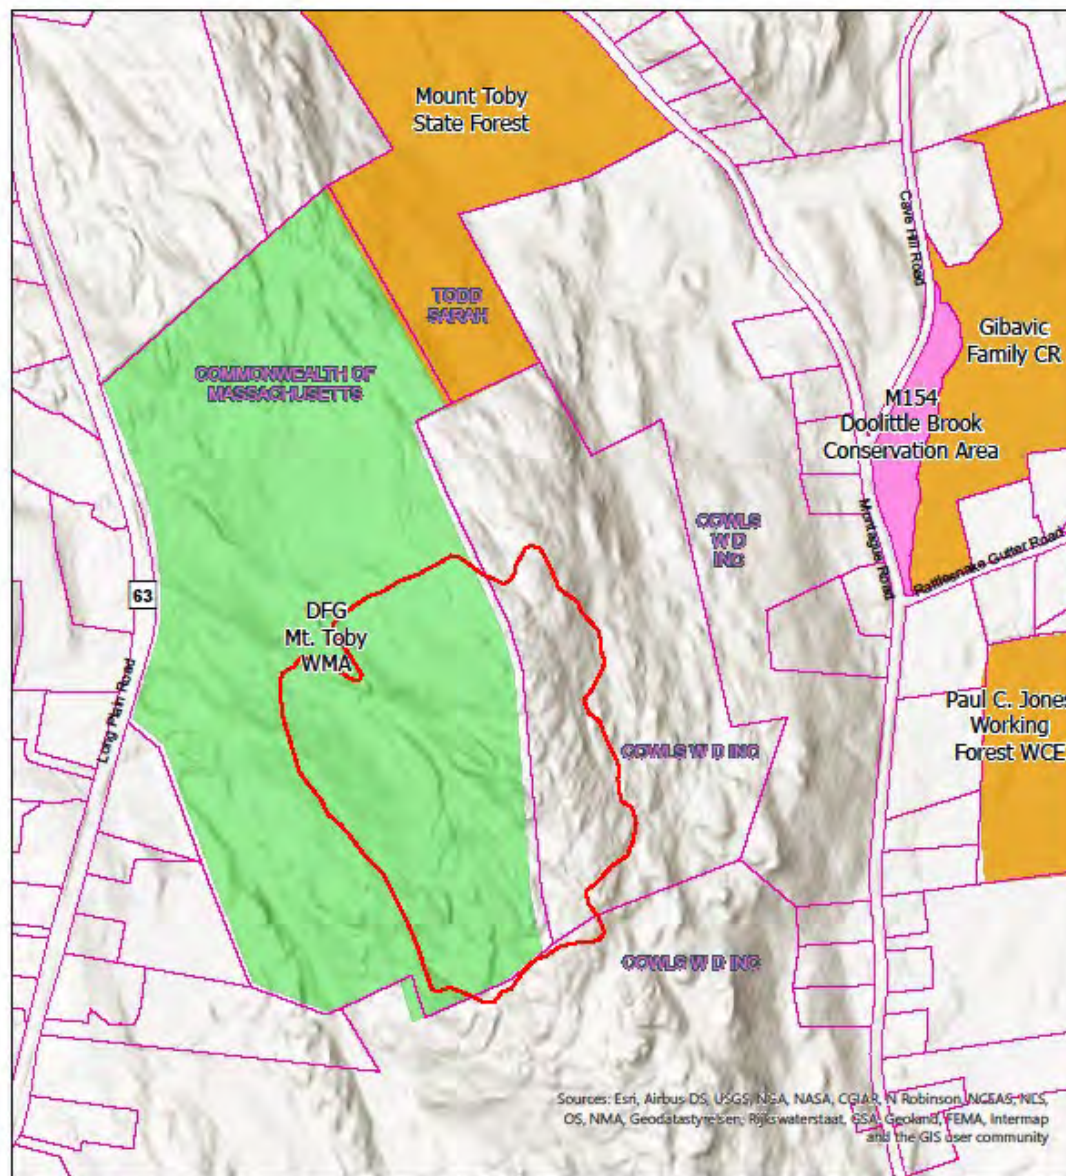 Mount Toby
State Forest
Cave Hill Road
TODD
SARAH
Gibavic
Family CR
COMMONWEALTH OF
MASSACHUSETTS
M154
Doolittle Brook
Conservation Area
COWLS
W D
INC
Montague Road
Rattlesnake Gutter Road
63
DFG
Mt. Toby
WMA
Long Plain Road
Paul C. Jones
Working
Forest WCE
COWLS W D INC
COWLS W D INC
Sources: Esri, Airbus DS, USGS, NGA, NASA, CGIAR, N Robinson, NCEAS, NLS,
OS, NMA, Geodatastyrelsen, Rijkswaterstaat, GSA, Geoland, FEMA, Intermap
and the GIS user community